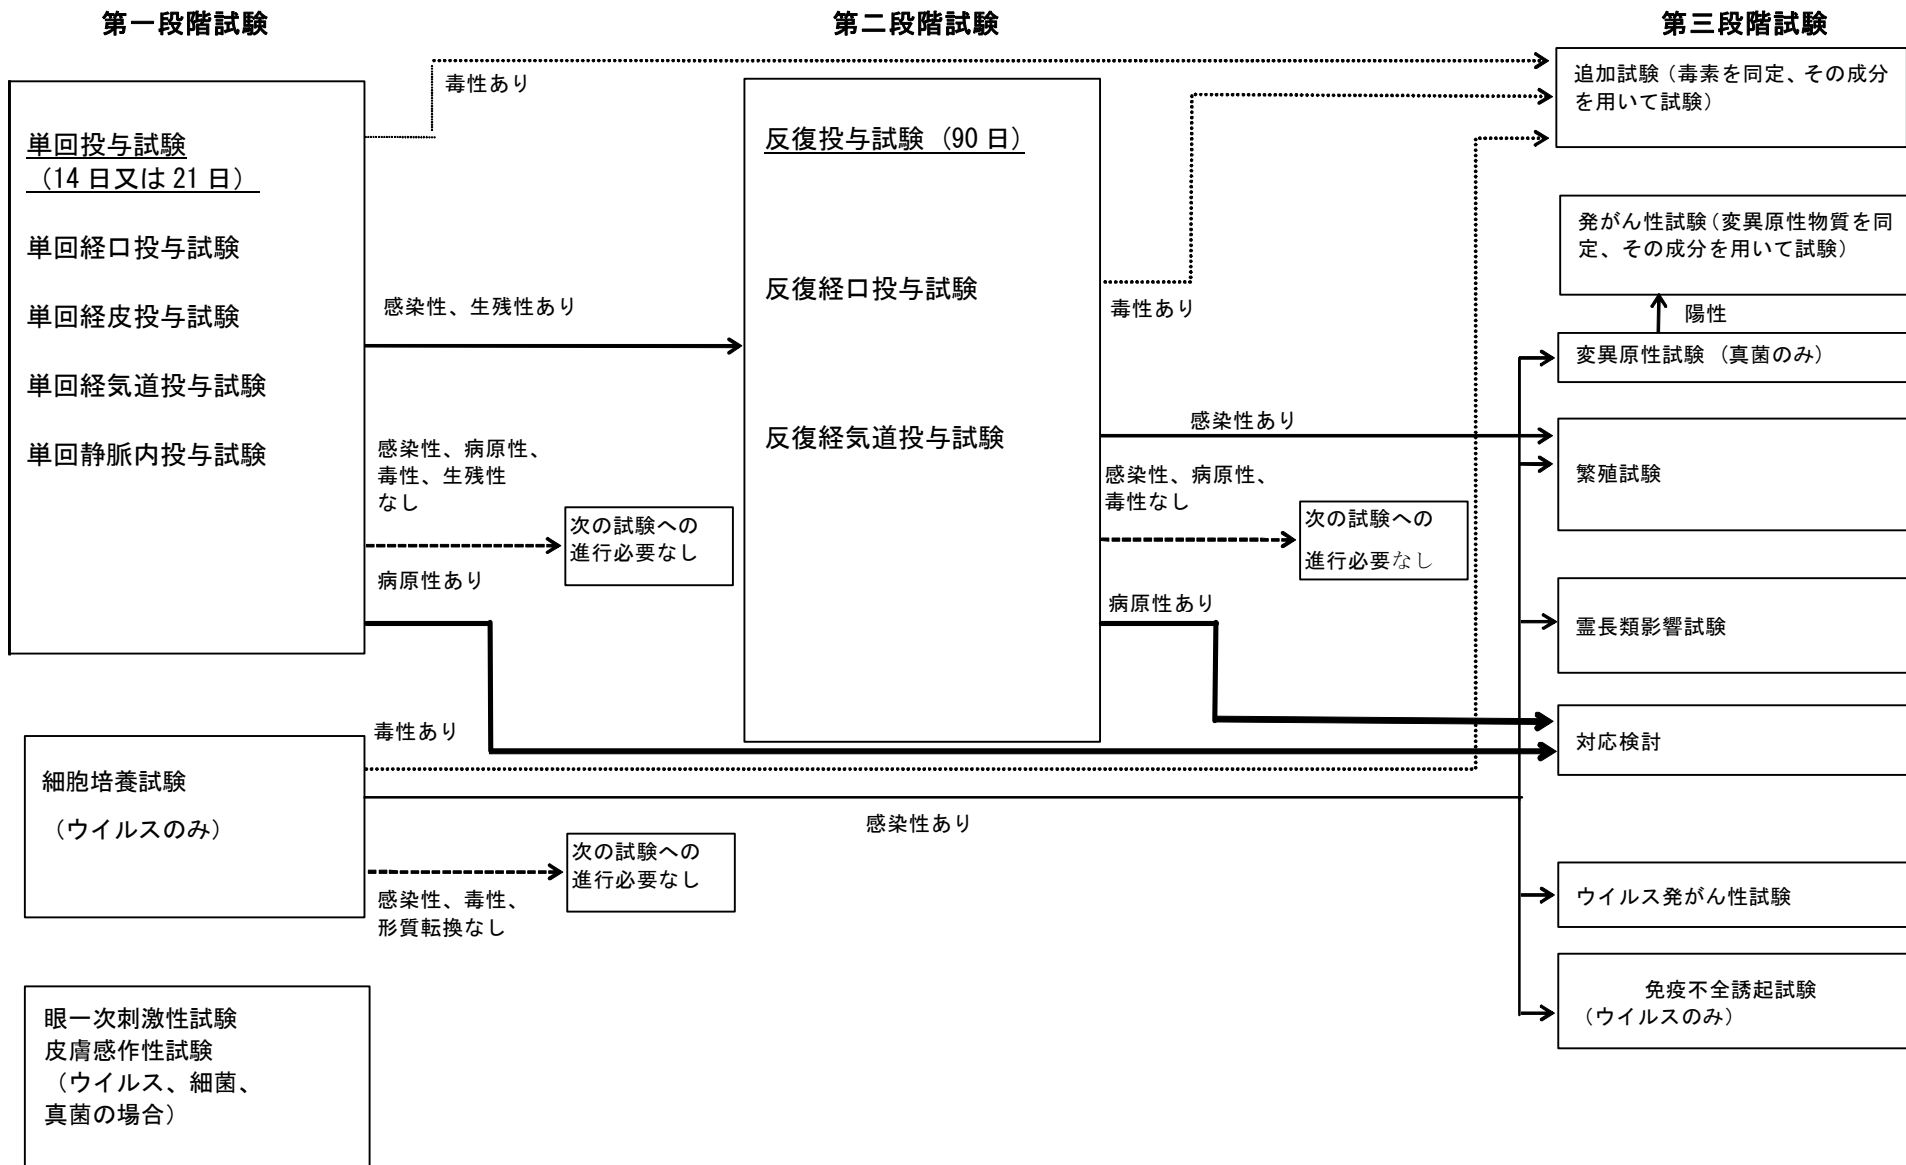 第一段階試験
第二段階試験
第三段階試験
毒性あり
単回投与試験
（14 日又は 21 日）
単回経口投与試験
単回経皮投与試験
単回経気道投与試験
単回静脈内投与試験
感染性、生残性あり
感染性、病原性、
毒性、生残性
なし
次の試験への
進行必要なし
病原性あり
反復投与試験（90 日）
反復経口投与試験
反復経気道投与試験
毒性あり
感染性あり
感染性、病原性、
毒性なし
次の試験への
進行必要なし
病原性あり
追加試験（毒素を同定、その成分
を用いて試験）
発がん性試験（変異原性物質を同
定、その成分を用いて試験）
陽性
変異原性試験（真菌のみ）
繁殖試験
霊長類影響試験
対応検討
ウイルス発がん性試験
免疫不全誘起試験
（ウイルスのみ）
毒性あり
細胞培養試験
（ウイルスのみ）
感染性あり
次の試験への
進行必要なし
感染性、毒性、
形質転換なし
眼一次刺激性試験
皮膚感作性試験
（ウイルス、細菌、
真菌の場合）